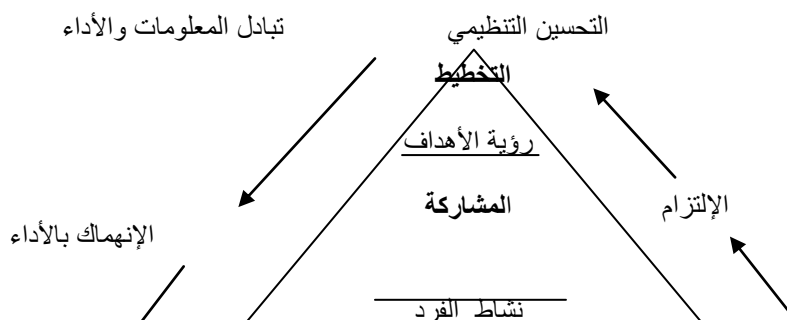 التحسين التنظيمي
تبادل المعلومات والأداء
التخطيط
رؤية الأهداف
المشاركة
الإلتزام
الإنهماك بالأداء
نشاط الفرد